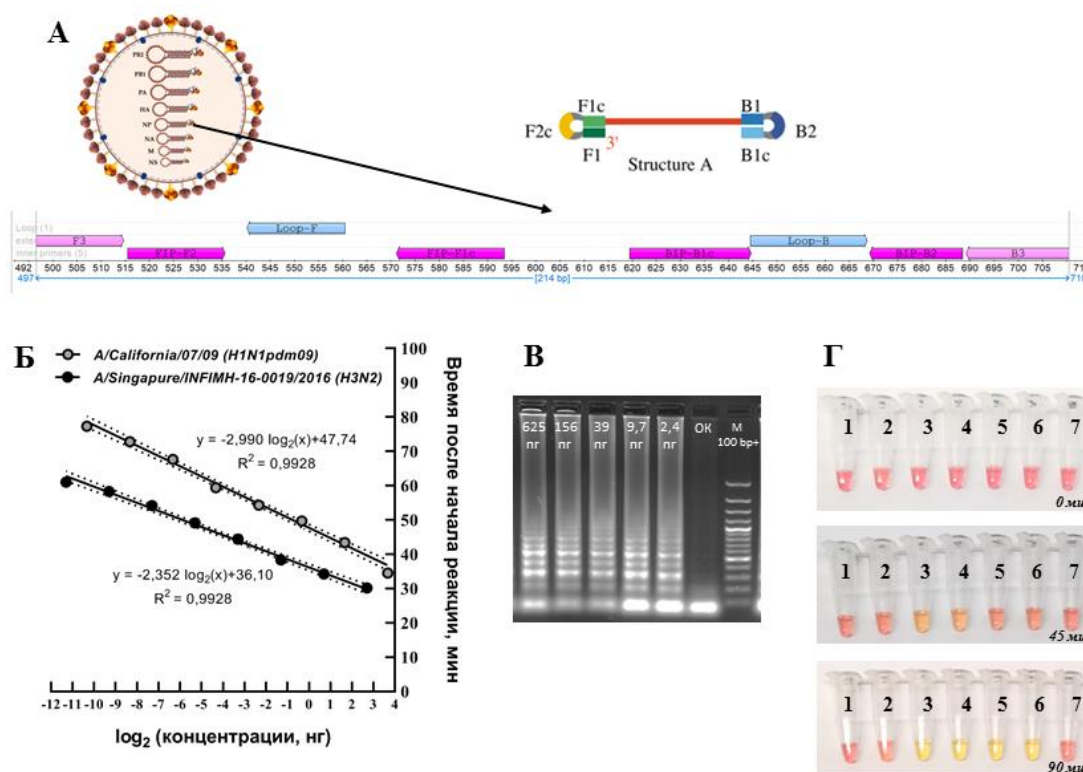 А
PB2
PB1
PA
HA
NP
NA
M
NS
F1c
B1
F2c
B2
3'
F1
B1c
Structure A
Loop (1)
Loop-F
Loop-B
F3
FIP-F2
FIP-F1c
BIP-B1c
BIP-B2
B3
inner primers (5)
492 500 505 510 515 520 525 530 535 540 545 550 555 560 565 570 575 580 585 590 595 600 605 610 615 620 625 630 635 640 645 650 655 660 665 670 675 680 685 690 695 700 705
497 [214 bp] 710
Б
A/California/07/09 (H1N1pdm09)
A/Singapure/INFIMH-16-0019/2016 (H3N2)
y = -2,990 log2(x)+47,74
R2 = 0,9928
y = -2,352 log2(x)+36,10
R2 = 0,9928
100
90
80
70
60
50
40
30
20
10
0
Время после начала реакции, мин
-12 -11 -10 -9 -8 -7 -6 -5 -4 -3 -2 -1 0 1 2 3 4
log2 (концентрации, нг)
В
625 156 39 9,7 2,4 ОК М
пг пг пг пг пг 100 bp+
Г
1 2 3 4 5 6 7
0
1 2 3 4 5 6 7
45
1 2 3 4 5 6 7
90